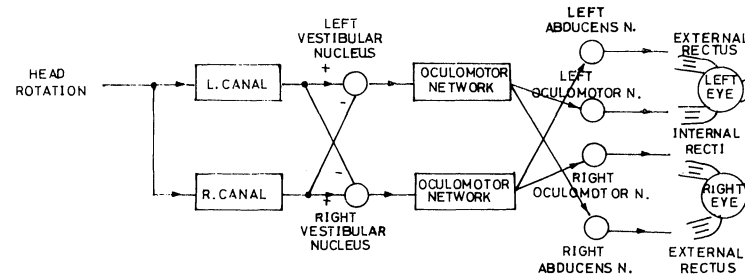 HEAD
ROTATION
L. CANAL
R. CANAL
LEFT
VESTIBULAR
NUCLEUS
+
-
-
+
RIGHT
VESTIBULAR
NUCLEUS
OCULOMOTOR
NETWORK
OCULOMOTOR
NETWORK
LEFT
ABDUCENS N.
LEFT
OCULOMOTOR N.
RIGHT
OCULOMOTOR N.
RIGHT
ABDUCENS N.
EXTERNAL
RECTUS
LEFT
EYE
INTERNAL
RECTI
RIGHT
EYE
EXTERNAL
RECTUS